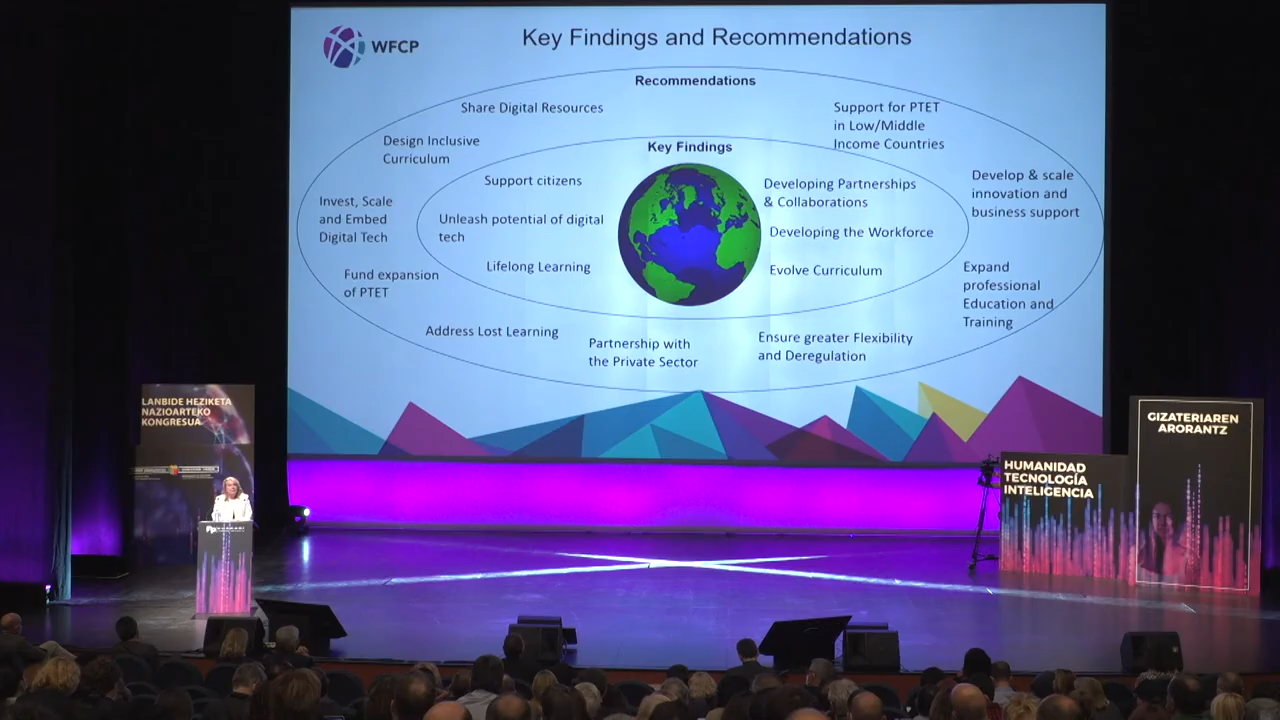 WFCP
Key Findings and Recommendations
Recommendations
Share Digital Resources
Support for PTET
in Low/Middle
Income Countries
Design Inclusive
Curriculum
Key Findings
Develop & scale
innovation and
business support
Support citizens
Developing Partnerships
& Collaborations
Invest, Scale
and Embed
Digital Tech
Unleash potential of digital
tech
Developing the Workforce
Lifelong Learning
Evolve Curriculum
Fund expansion
of PTET
Expand
professional
Education and
Training
Address Lost Learning
Partnership with
the Private Sector
Ensure greater Flexibility
and Deregulation
LANBIDE HEZIKETA
NAZIOARTEKO
KONGRESUA
HUMANIDAD
TECNOLOGÍA
INTELIGENCIA
GIZATERIAREN
ARORANTZ